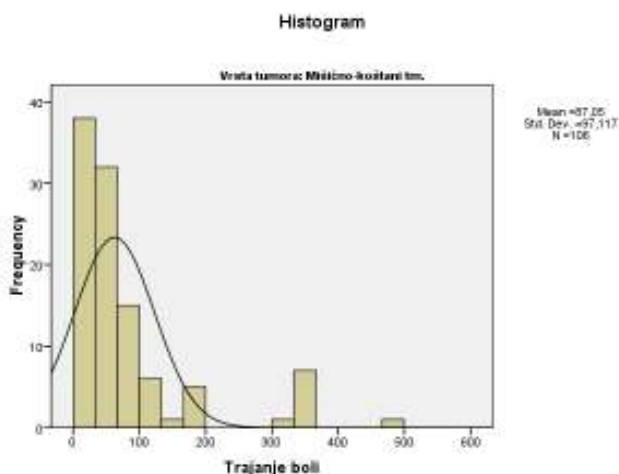 Histogram
Vrsta tumora: Mišićno-koštani tm.
Mean =87,05
Std. Dev. =97,117
N =106
Frequency
40
30
20
10
0
0 100 200 300 400 500 600
Trajanje boli